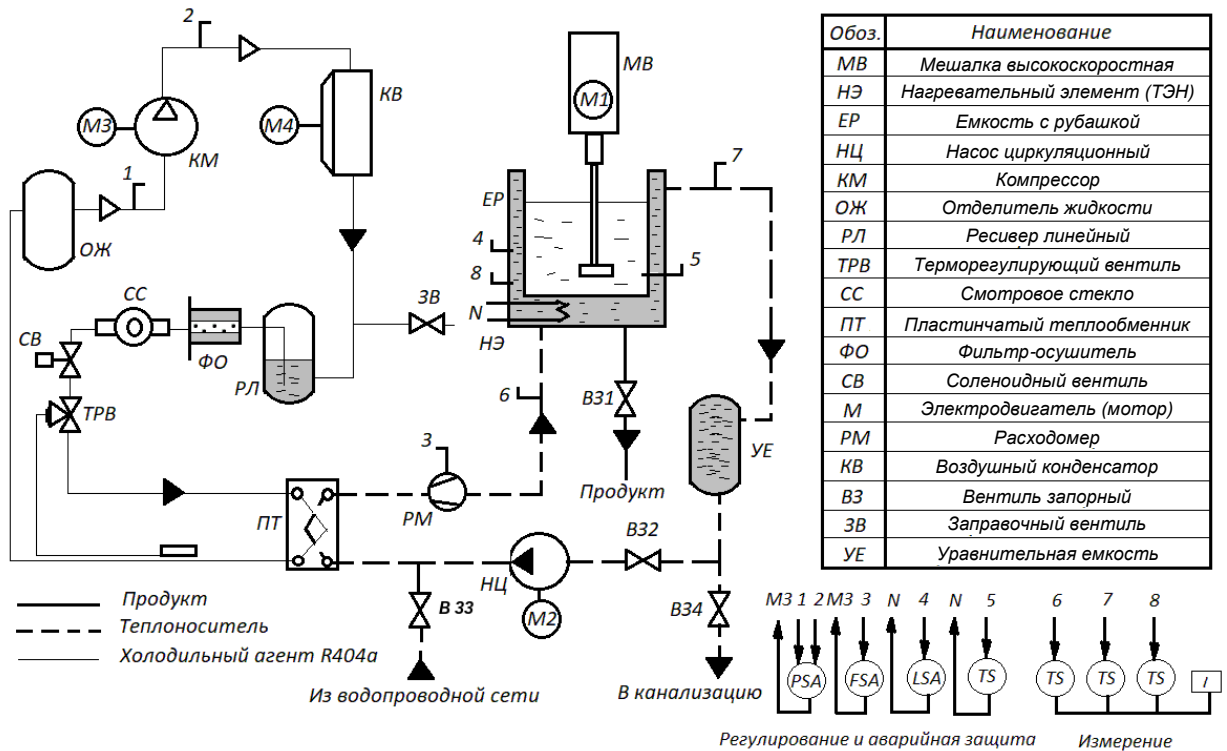 2
МВ
М1
КВ
М3
М4
КМ
1
7
ОЖ
ЕР
4
8
5
СС
ЗВ
N
НЭ
СВ
ФО
РЛ
6
ВЗ1
ТРВ
УЕ
3
Продукт
РМ
ПТ
НЦ
ВЗ2
М2
В 33
ВЗ4
Из водопроводной сети
В канализацию
Продукт
Теплоноситель
Холодильный агент R404a
Обоз. Наименование
МВ Мешалка высокоскоростная
НЭ Нагревательный элемент (ТЭН)
ЕР Емкость с рубашкой
НЦ Насос циркуляционный
КМ Компрессор
ОЖ Отделитель жидкости
РЛ Ресивер линейный
ТРВ Терморегулирующий вентиль
СС Смотровое стекло
ПТ Пластинчатый теплообменник
ФО Фильтр-осушитель
СВ Соленоидный вентиль
М Электродвигатель (мотор)
РМ Расходомер
КВ Воздушный конденсатор
ВЗ Вентиль запорный
ЗВ Заправочный вентиль
УЕ Уравнительная емкость
М3 1 2 М3 3 N 4 N 5 6 7 8
PSA FSA LSA TS TS TS TS I
Регулирование и аварийная защита Измерение